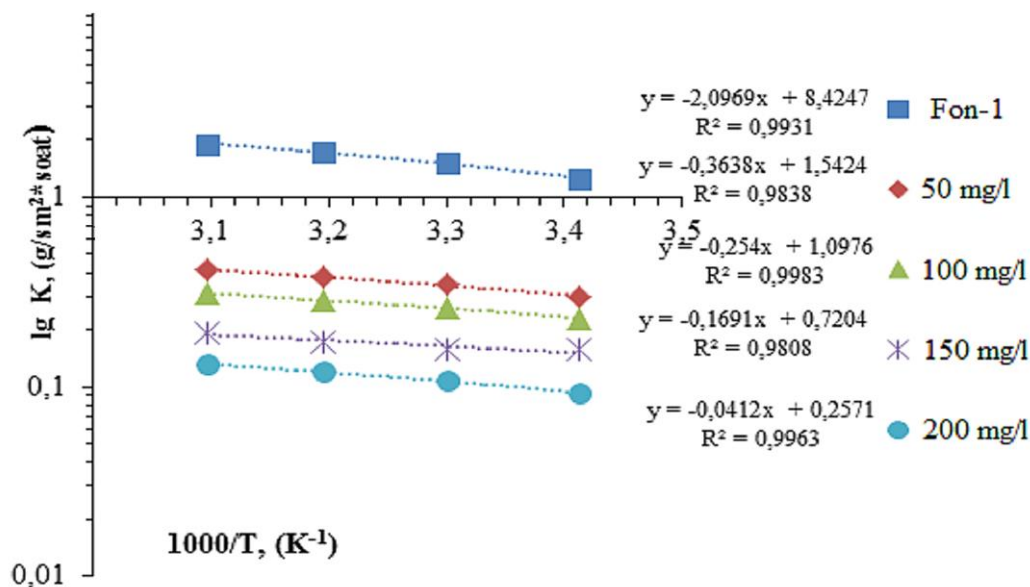 y = -2,0969x + 8,4247
R² = 0,9931
Fon-1
y = -0,3638x + 1,5424
R² = 0,9838
50 mg/l
1
3,1 3,2 3,3 3,4 3,5
y = -0,254x + 1,0976
R² = 0,9983
100 mg/l
lg K, (g/sm²*soat)
y = -0,1691x + 0,7204
R² = 0,9808
150 mg/l
0,1
y = -0,0412x + 0,2571
R² = 0,9963
200 mg/l
1000/T, (K⁻¹)
0,01